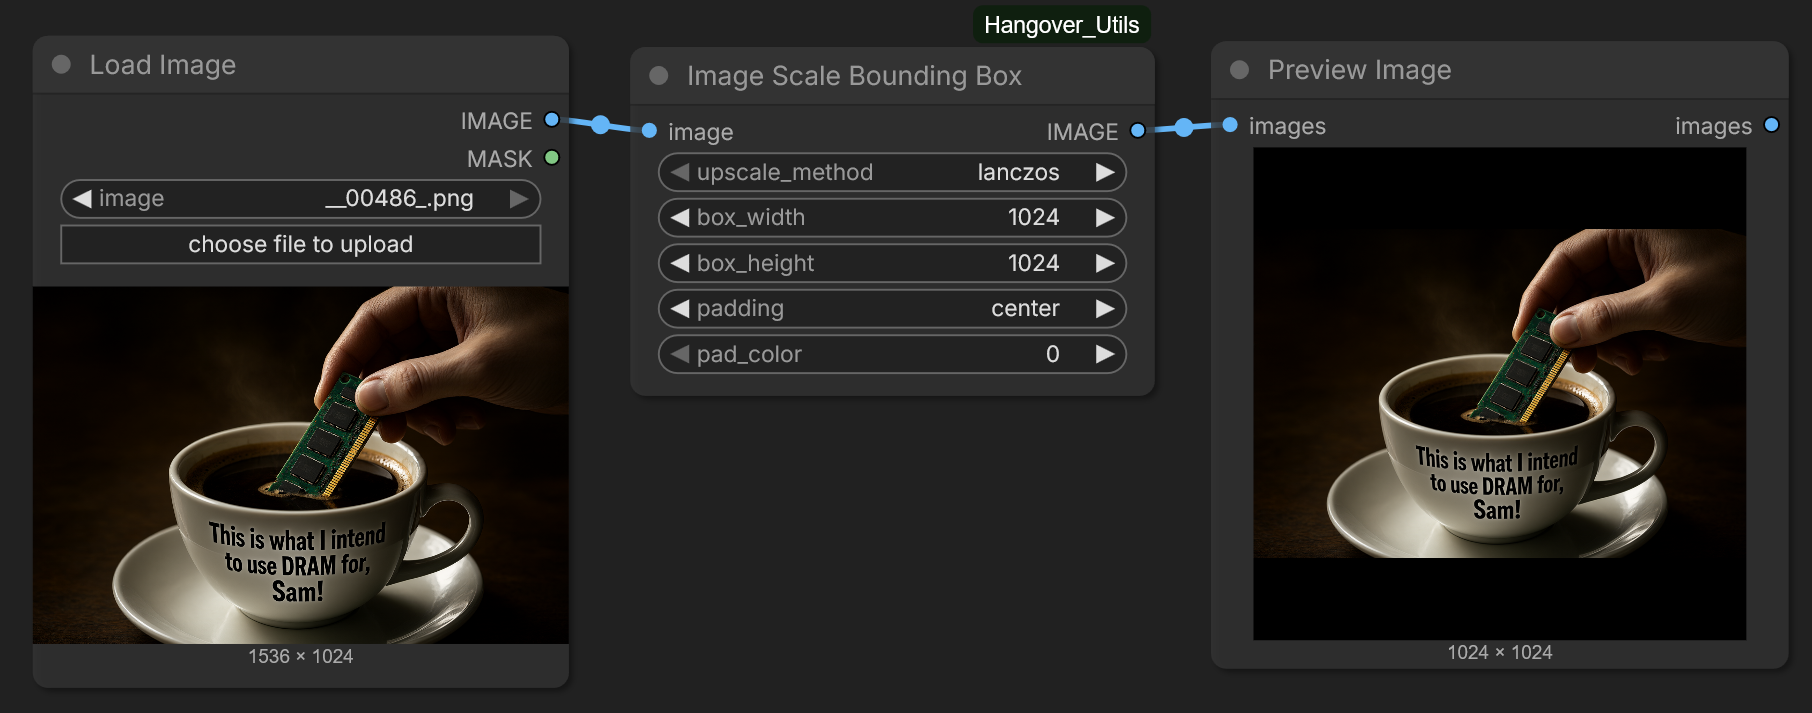 Hangover_Utils
Load Image
IMAGE
MASK
image __00486_.png
choose file to upload
This is what I intend
to use DRAM for,
Sam!
1536 × 1024
Image Scale Bounding Box
image IMAGE
upscale_method lanczos
box_width 1024
box_height 1024
padding center
pad_color 0
Preview Image
images images
This is what I intend
to use DRAM for,
Sam!
1024 × 1024